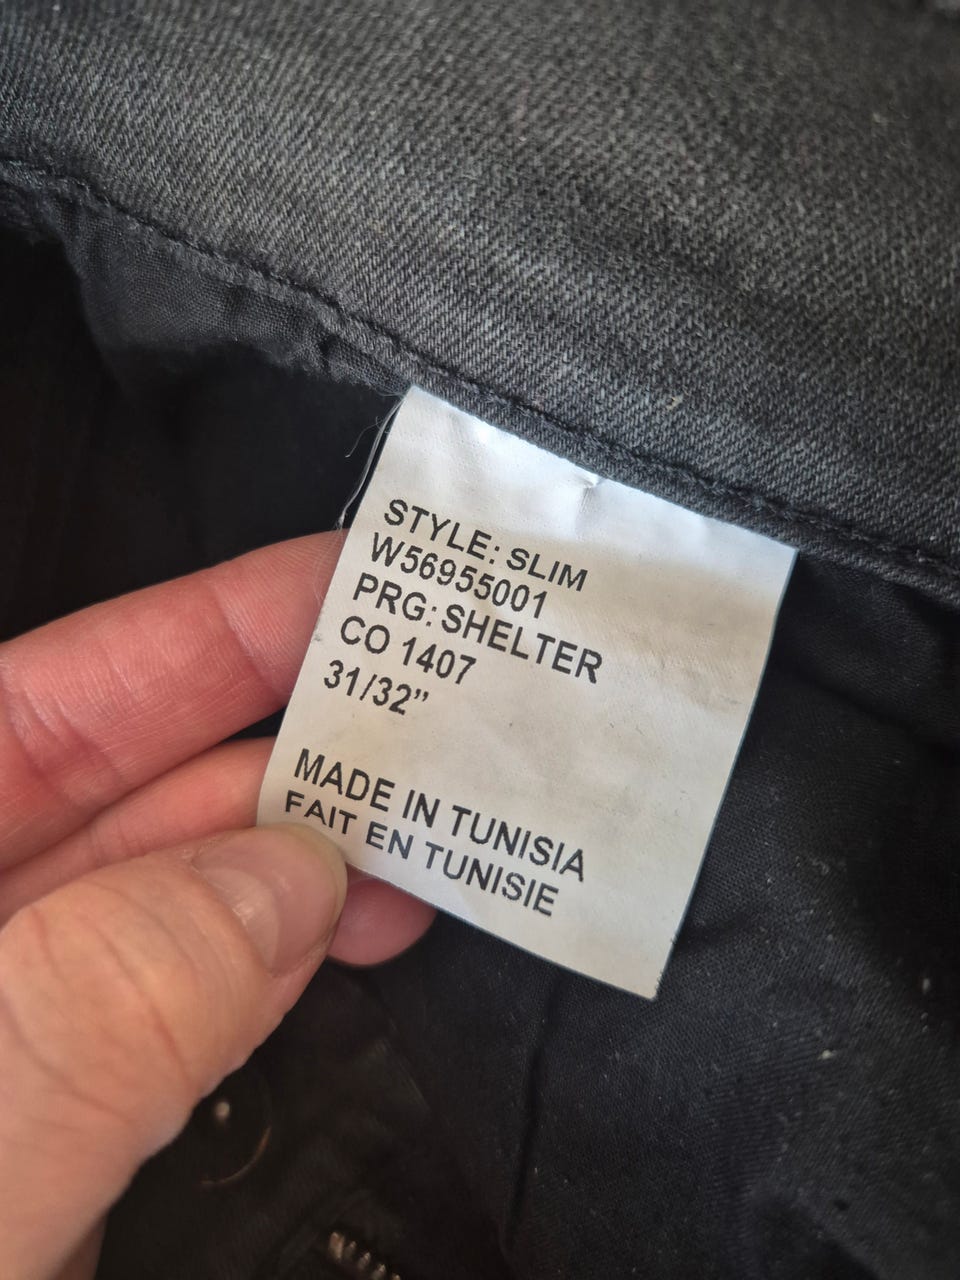 STYLE: SLIM
W56955001
PRG: SHELTER
CO 1407
31/32”
MADE IN TUNISIA
FAIT EN TUNISIE